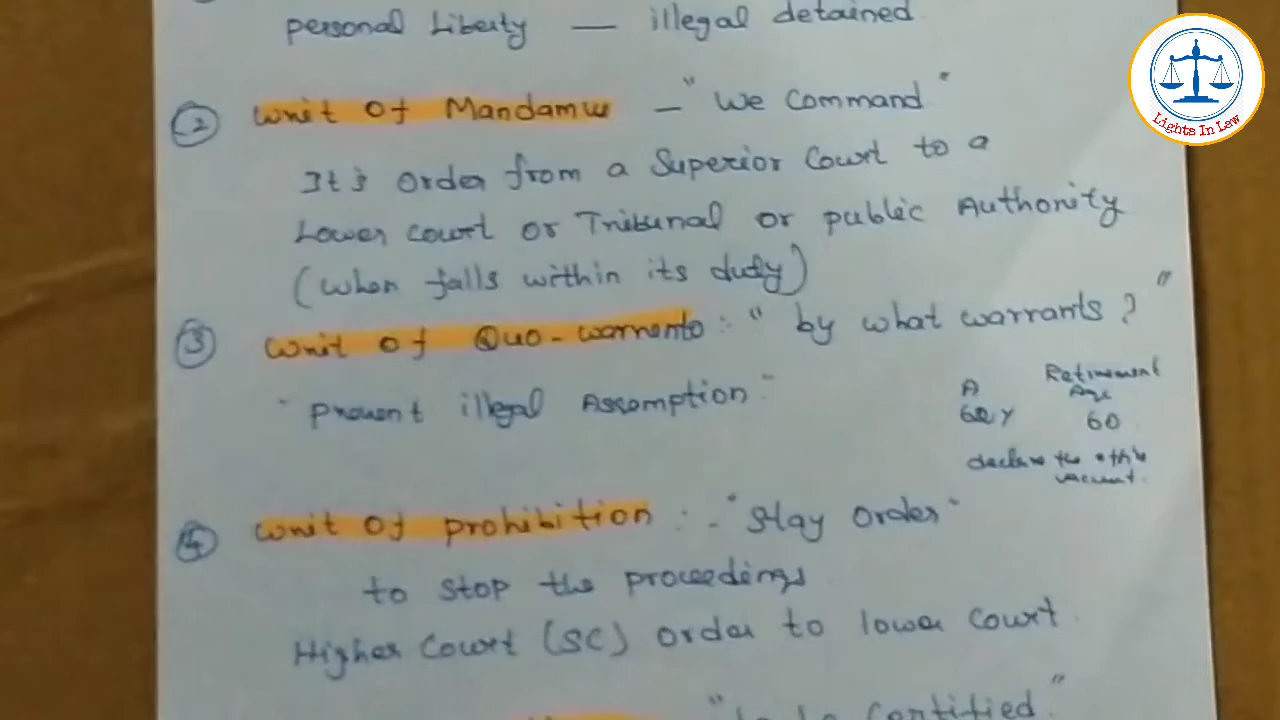 personal Liberty — illegal detained
② writ of Mandamus — "We command"
It is order from a Superior Court to a
Lower court or Tribunal or public Authority
(when falls within its duty)
③ writ of Quo-warrento : "by what warrants?"
"Prevent illegal Assomption"
A Retirement Age
62 Y 60
declare the office vacant.
④ writ of prohibition : - "Stay order"
to stop the proceedings
Higher Court (SC) order to lower court.
certified"
Lights In Law